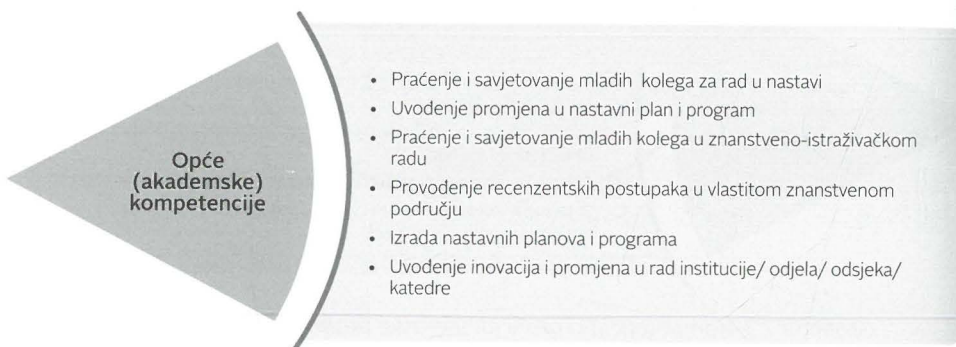 Opće
(akademske)
kompetencije
• Praćenje i savjetovanje mladih kolega za rad u nastavi
• Uvođenje promjena u nastavni plan i program
• Praćenje i savjetovanje mladih kolega u znanstveno-istraživačkom
radu
• Provođenje recenzentskih postupaka u vlastitom znanstvenom
području
• Izrada nastavnih planova i programa
• Uvođenje inovacija i promjena u rad institucije/ odjela/ odsjeka/
katedre